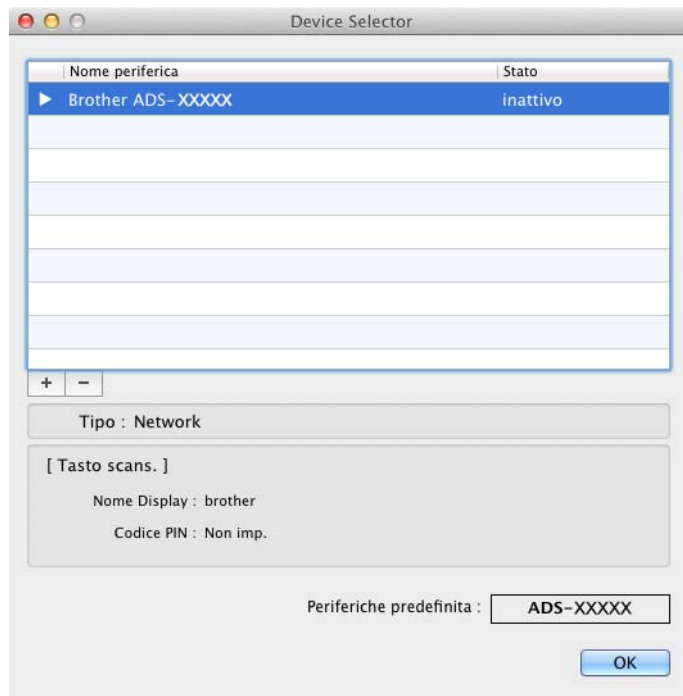 Device Selector
Nome periferica Stato
Brother ADS-XXXXX inattivo
+ -
Tipo : Network
[ Tasto scans. ]
Nome Display : brother
Codice PIN : Non imp.
Periferiche predefinita : ADS-XXXXX
OK